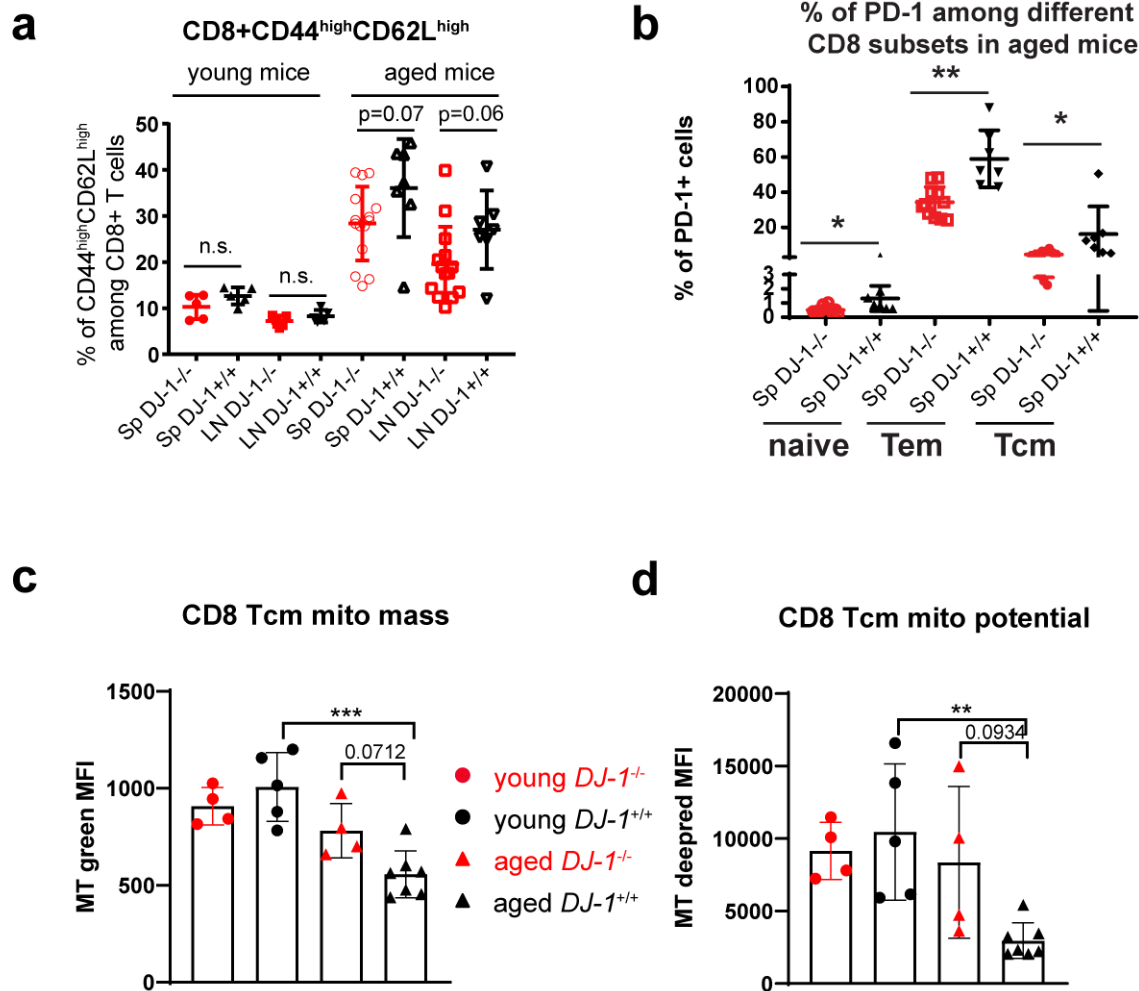 a
CD8+CD44highCD62Lhigh
young mice
aged mice
p=0.07
p=0.06
n.s.
n.s.
% of CD44highCD62Lhigh
among CD8+ T cells
50
40
30
20
10
0
Sp DJ-1-/-
Sp DJ-1+/+
LN DJ-1-/-
LN DJ-1+/+
Sp DJ-1-/-
Sp DJ-1+/+
LN DJ-1-/-
LN DJ-1+/+
b
% of PD-1 among different
CD8 subsets in aged mice
% of PD-1+ cells
100
80
60
40
20
3
2
1
0
*
**
*
Sp DJ-1-/-
Sp DJ-1+/+
Sp DJ-1-/-
Sp DJ-1+/+
Sp DJ-1-/-
Sp DJ-1+/+
naive
Tem
Tcm
c
CD8 Tcm mito mass
MT green MFI
1500
1000
500
0
***
0.0712
young DJ-1-/-
young DJ-1+/+
aged DJ-1-/-
aged DJ-1+/+
d
CD8 Tcm mito potential
MT deepred MFI
20000
15000
10000
5000
0
**
0.0934